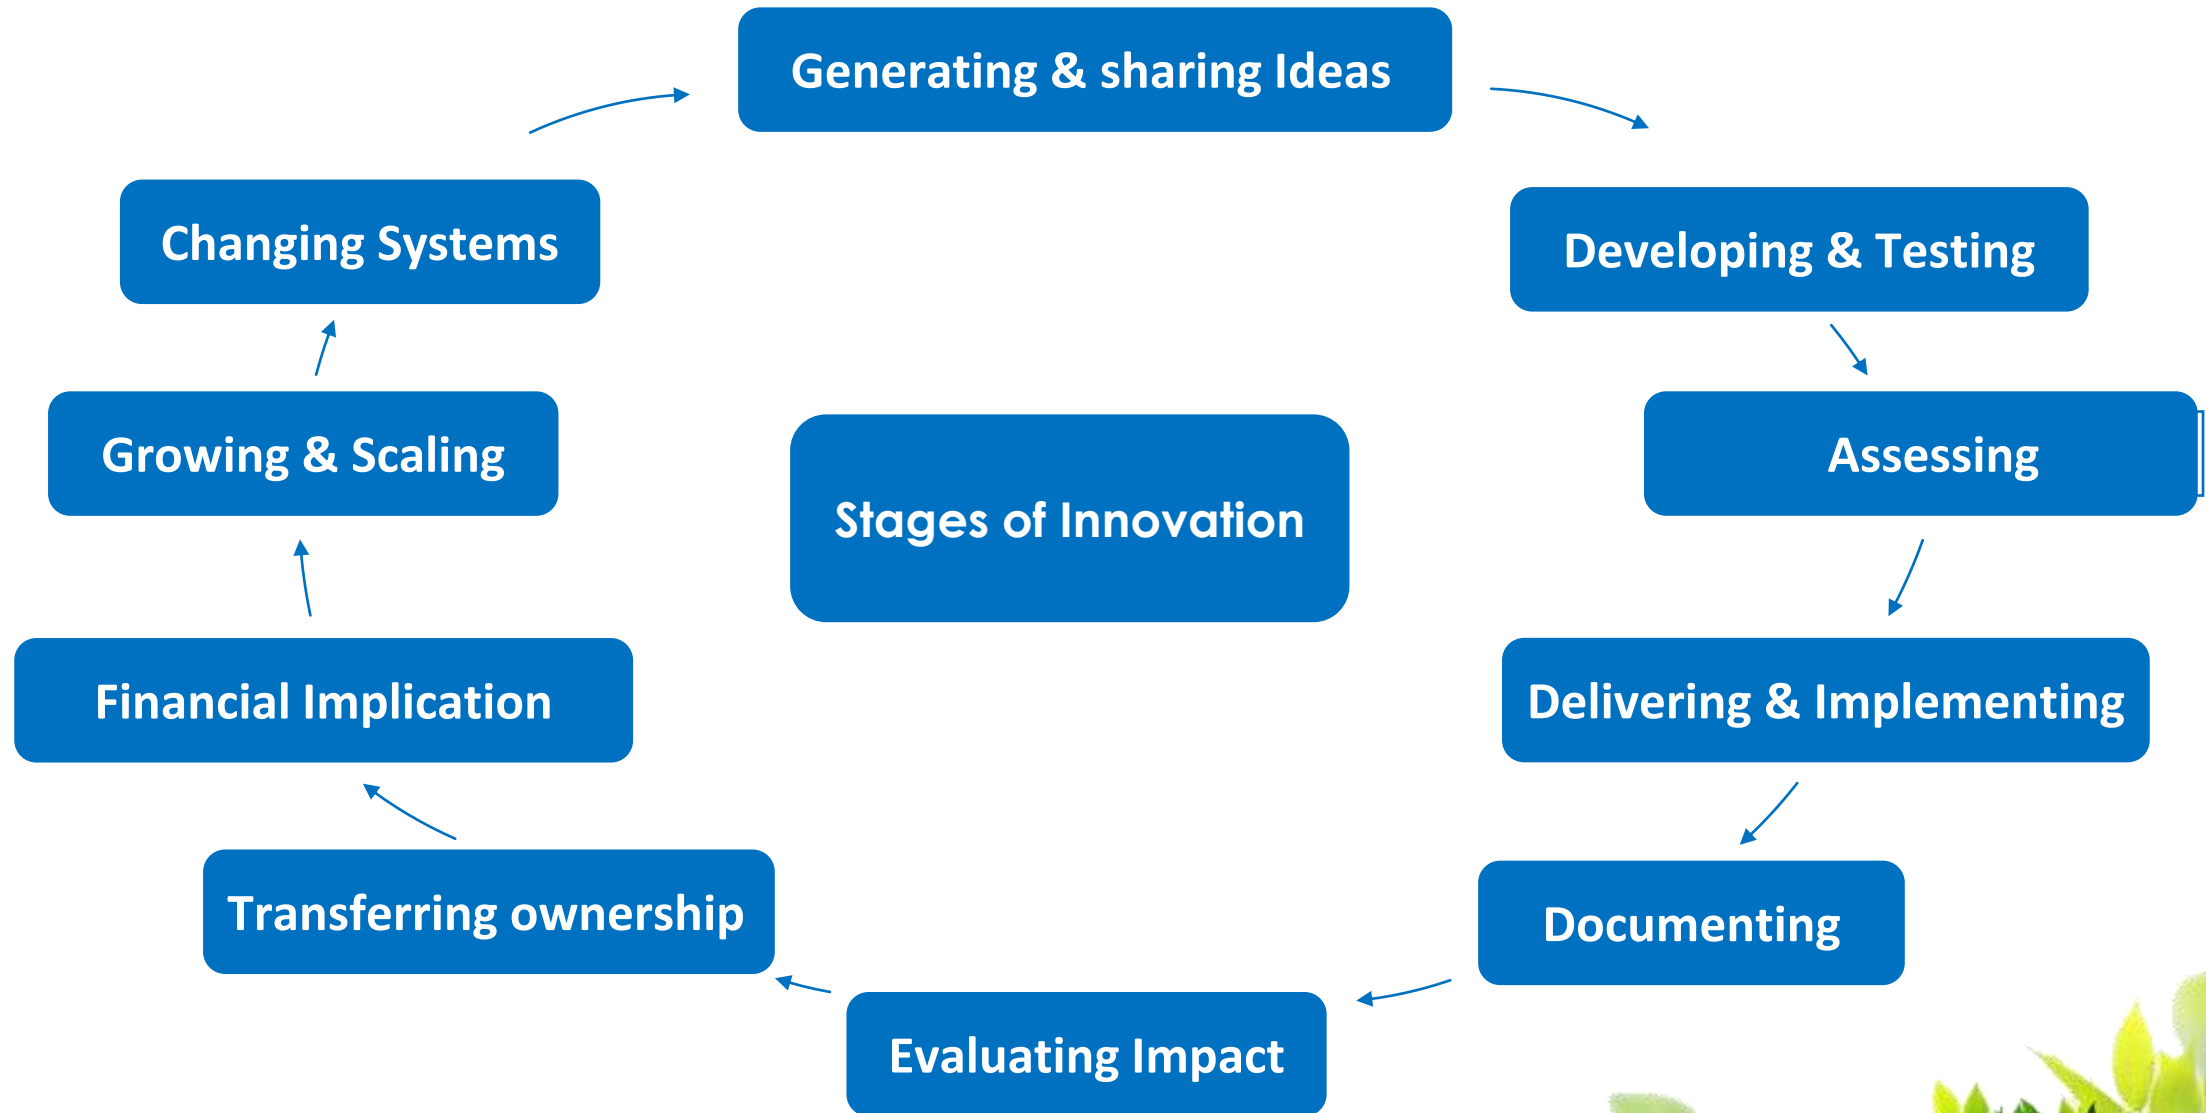 Generating & sharing Ideas
Developing & Testing
Assessing
Delivering & Implementing
Documenting
Evaluating Impact
Transferring ownership
Financial Implication
Growing & Scaling
Changing Systems
Stages of Innovation